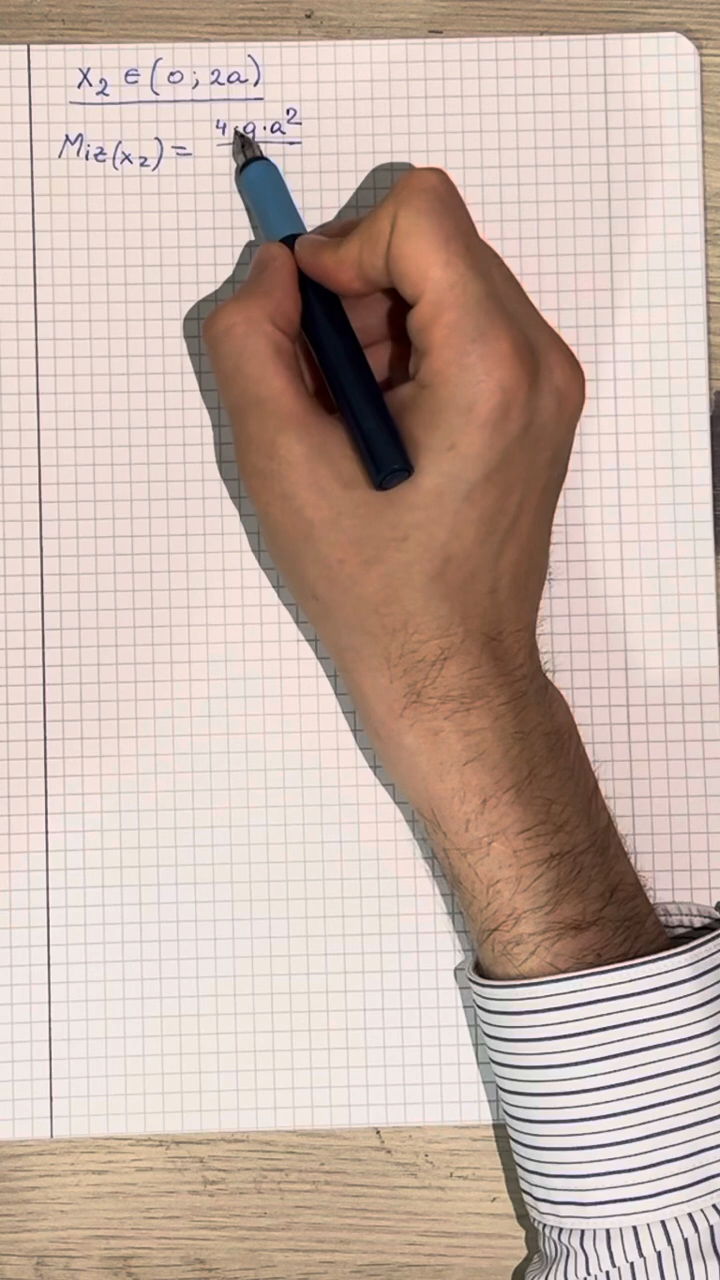 x₂ ∈ (0; 2a)
Miz(x₂) = 4·q·a²